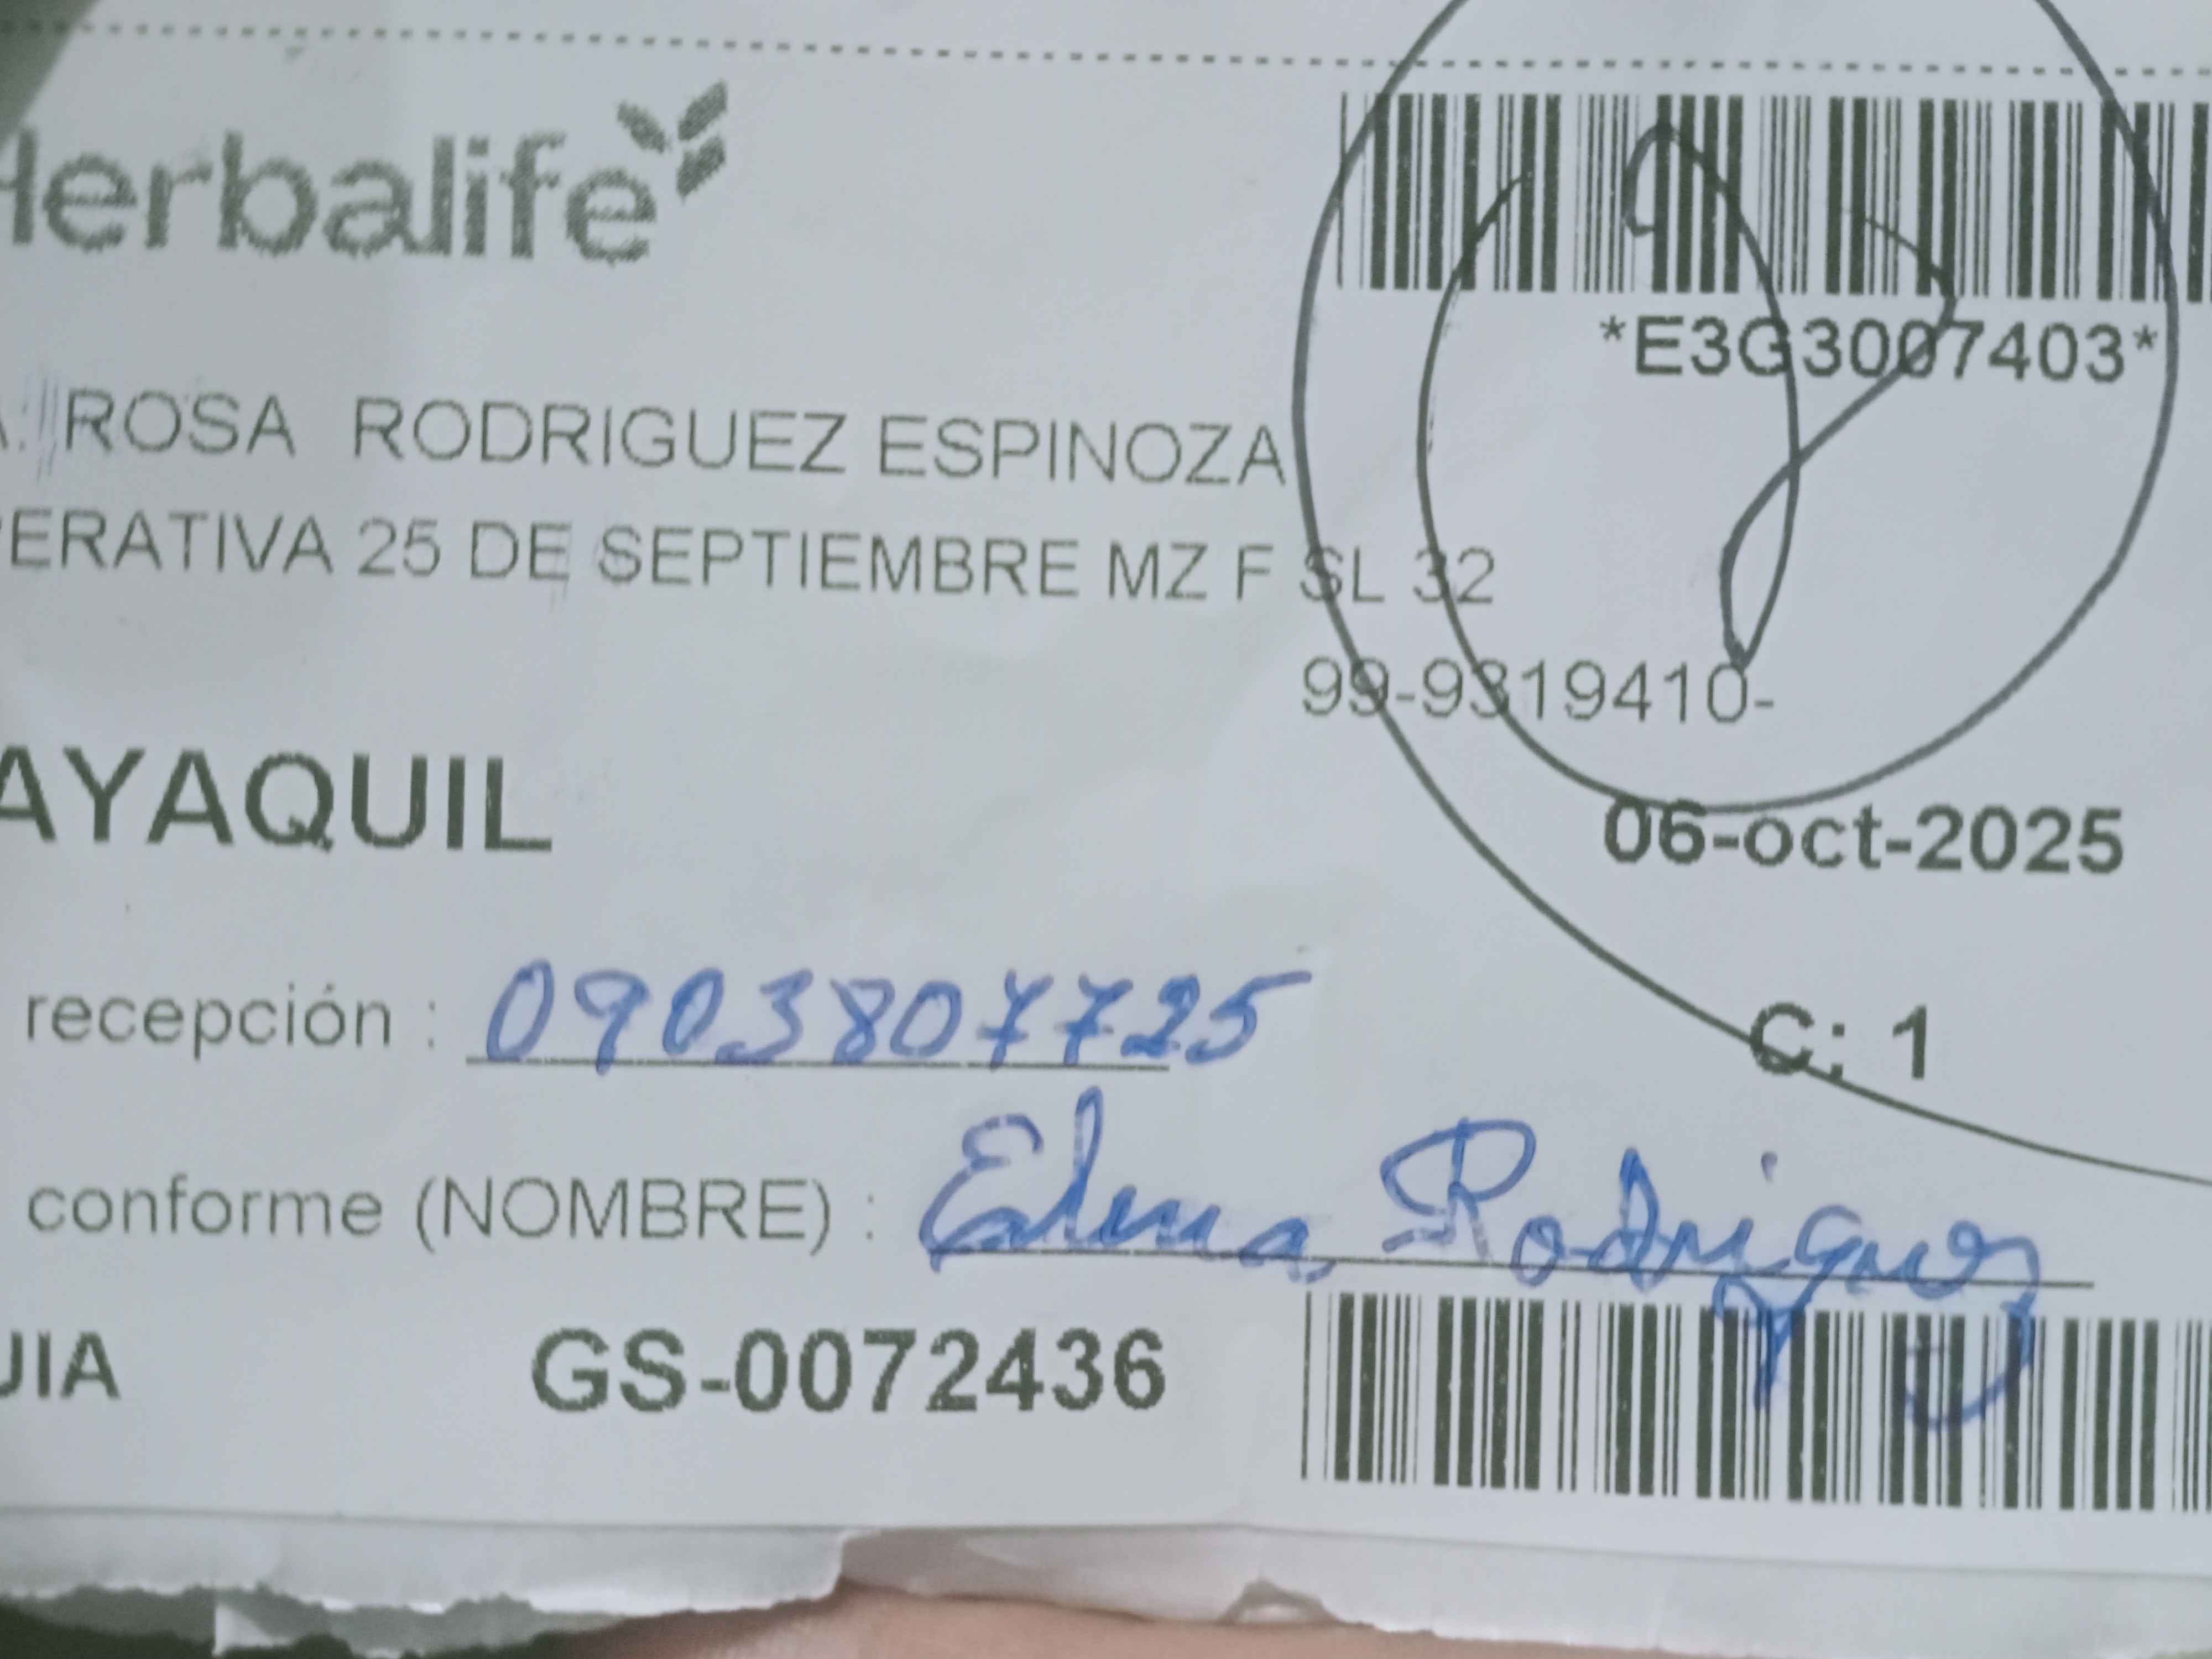 Herbalife
*E3G3007403*
A. ROSA RODRIGUEZ ESPINOZA
PERATIVA 25 DE SEPTIEMBRE MZ F SL 32
99-9319410-
AYAQUIL
06-oct-2025
recepción : 0903807725
C: 1
conforme (NOMBRE) : Elena Rodriguez
UIA GS-0072436